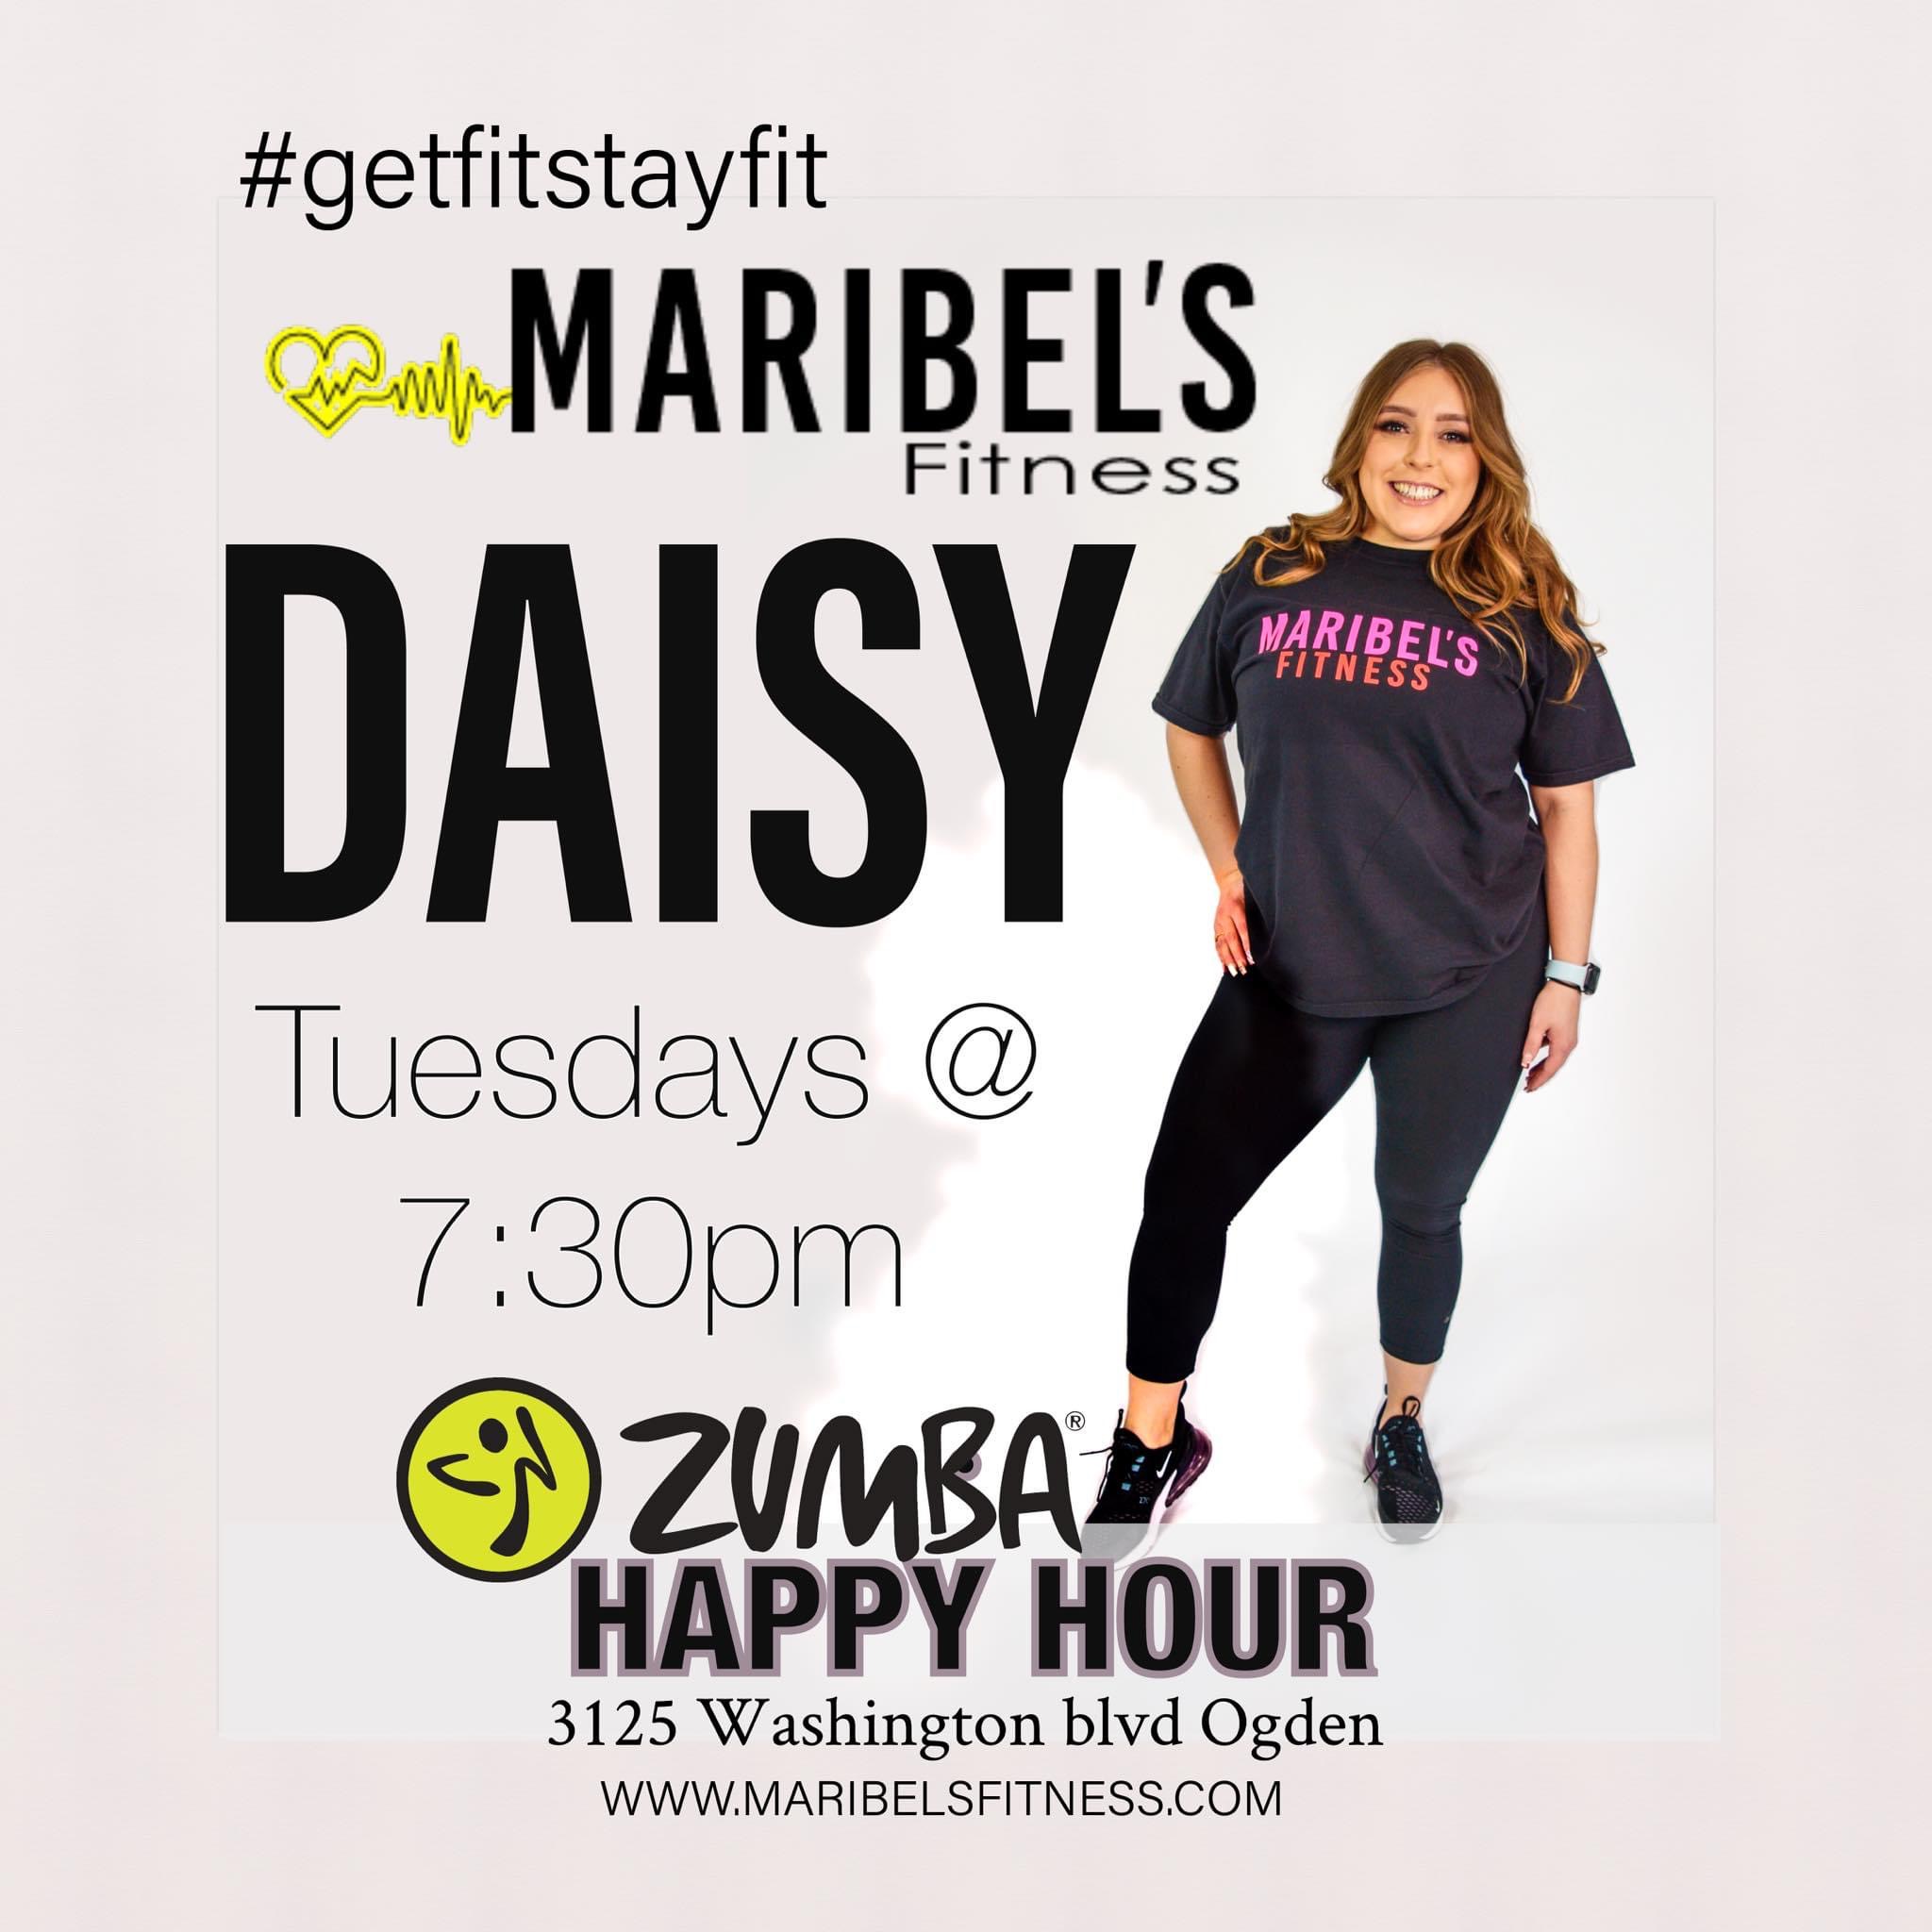 #getfitstayfit
MARIBEL'S
Fitness
DAISY
MARIBEL'S
FITNESS
Tuesdays @
7:30pm
ZUMBA®
HAPPY HOUR
3125 Washington blvd Ogden
WWW.MARIBELSFITNESS.COM